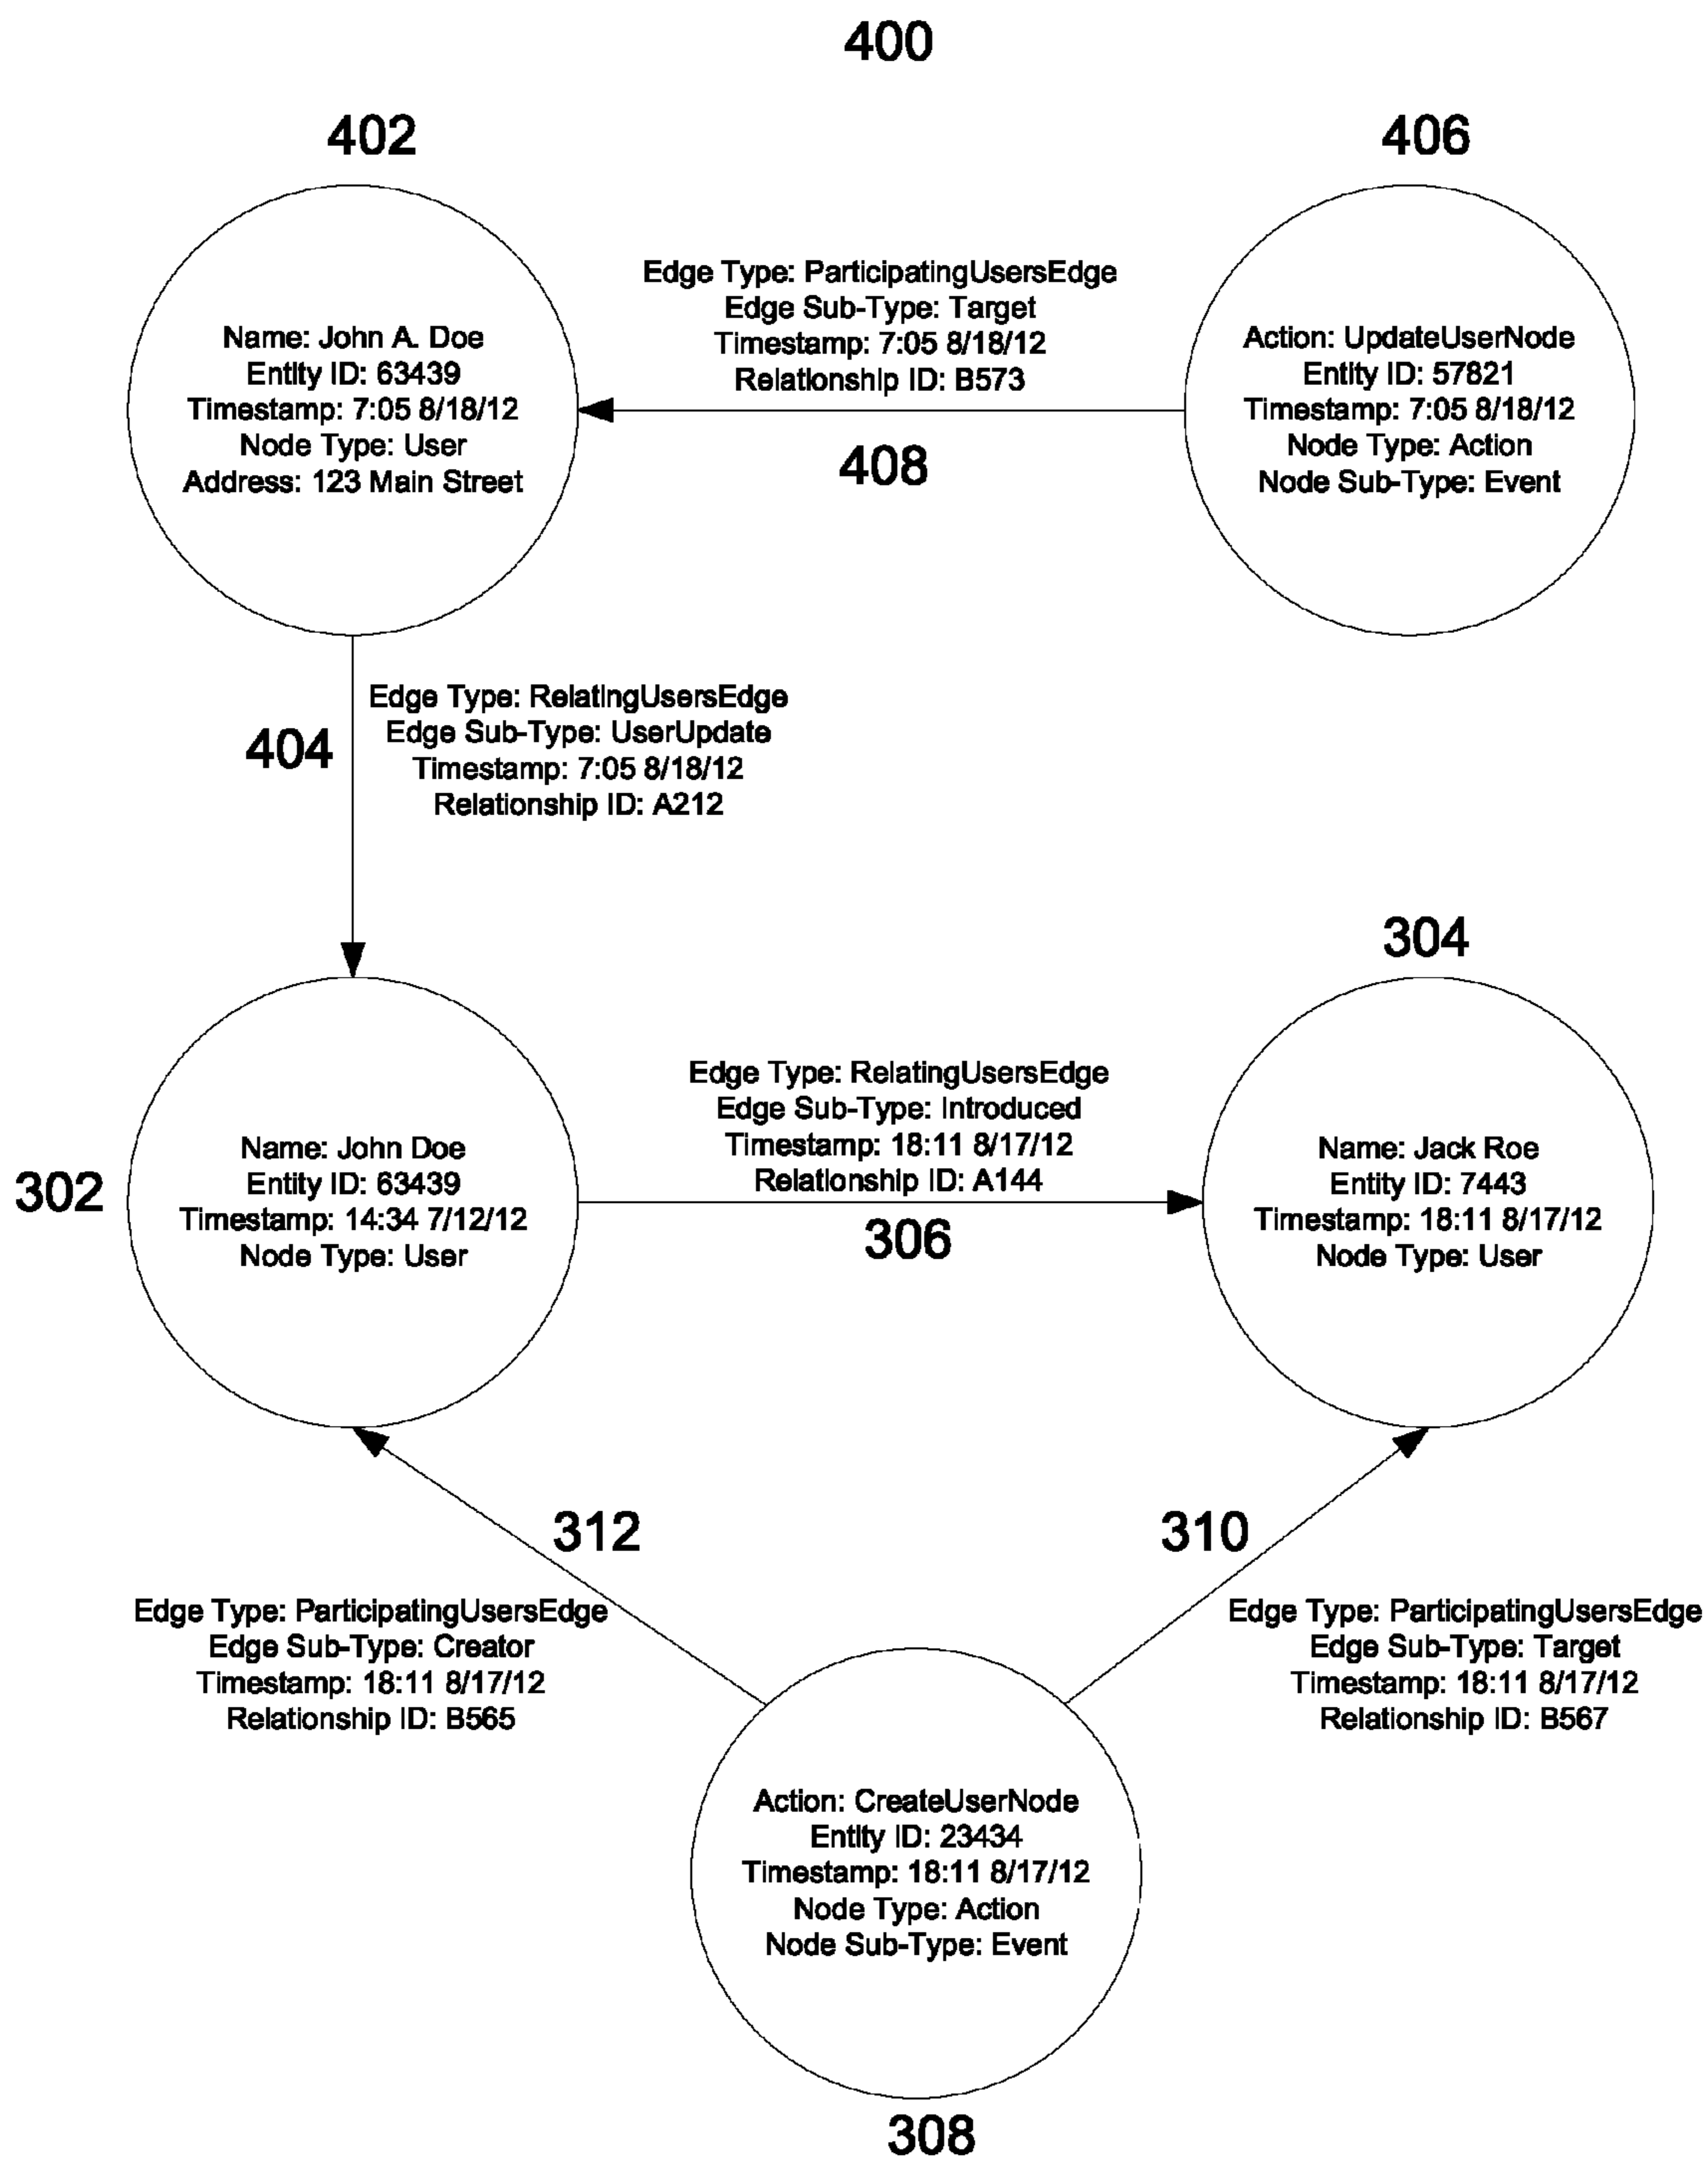 400
402
406
Name: John A. Doe
Entity ID: 63439
Timestamp: 7:05 8/18/12
Node Type: User
Address: 123 Main Street
Edge Type: ParticipatingUsersEdge
Edge Sub-Type: Target
Timestamp: 7:05 8/18/12
Relationship ID: B573
408
Action: UpdateUserNode
Entity ID: 57821
Timestamp: 7:05 8/18/12
Node Type: Action
Node Sub-Type: Event
404
Edge Type: RelatingUsersEdge
Edge Sub-Type: UserUpdate
Timestamp: 7:05 8/18/12
Relationship ID: A212
304
302
Name: John Doe
Entity ID: 63439
Timestamp: 14:34 7/12/12
Node Type: User
Edge Type: RelatingUsersEdge
Edge Sub-Type: Introduced
Timestamp: 18:11 8/17/12
Relationship ID: A144
306
Name: Jack Roe
Entity ID: 7443
Timestamp: 18:11 8/17/12
Node Type: User
312
310
Edge Type: ParticipatingUsersEdge
Edge Sub-Type: Creator
Timestamp: 18:11 8/17/12
Relationship ID: B565
Edge Type: ParticipatingUsersEdge
Edge Sub-Type: Target
Timestamp: 18:11 8/17/12
Relationship ID: B567
Action: CreateUserNode
Entity ID: 23434
Timestamp: 18:11 8/17/12
Node Type: Action
Node Sub-Type: Event
308